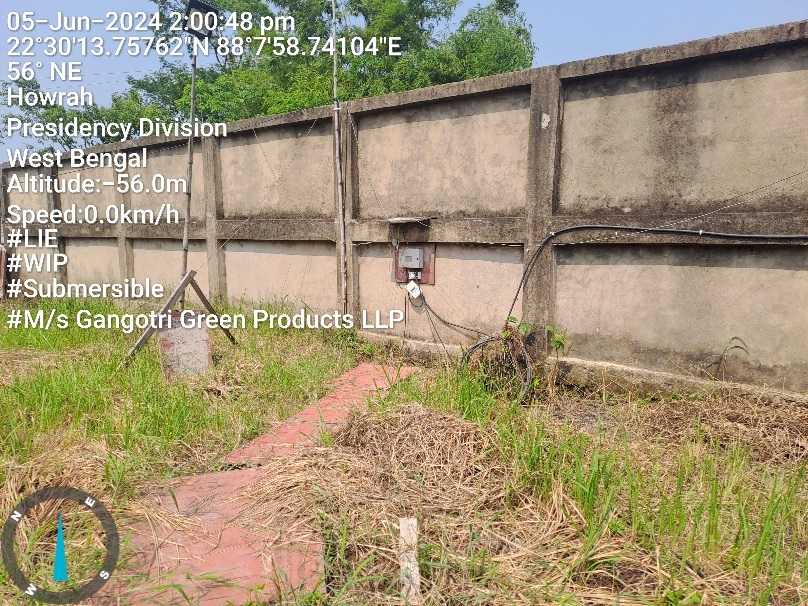 05-Jun-2024 2:00:48 pm
22°30'13.75762"N 88°7'58.74104"E
56° NE
Howrah
Presidency Division
West Bengal
Altitude:-56.0m
Speed:0.0km/h
#LIE
#WIP
#Submersible
#M/s Gangotri Green Products LLP
N
E
W
S